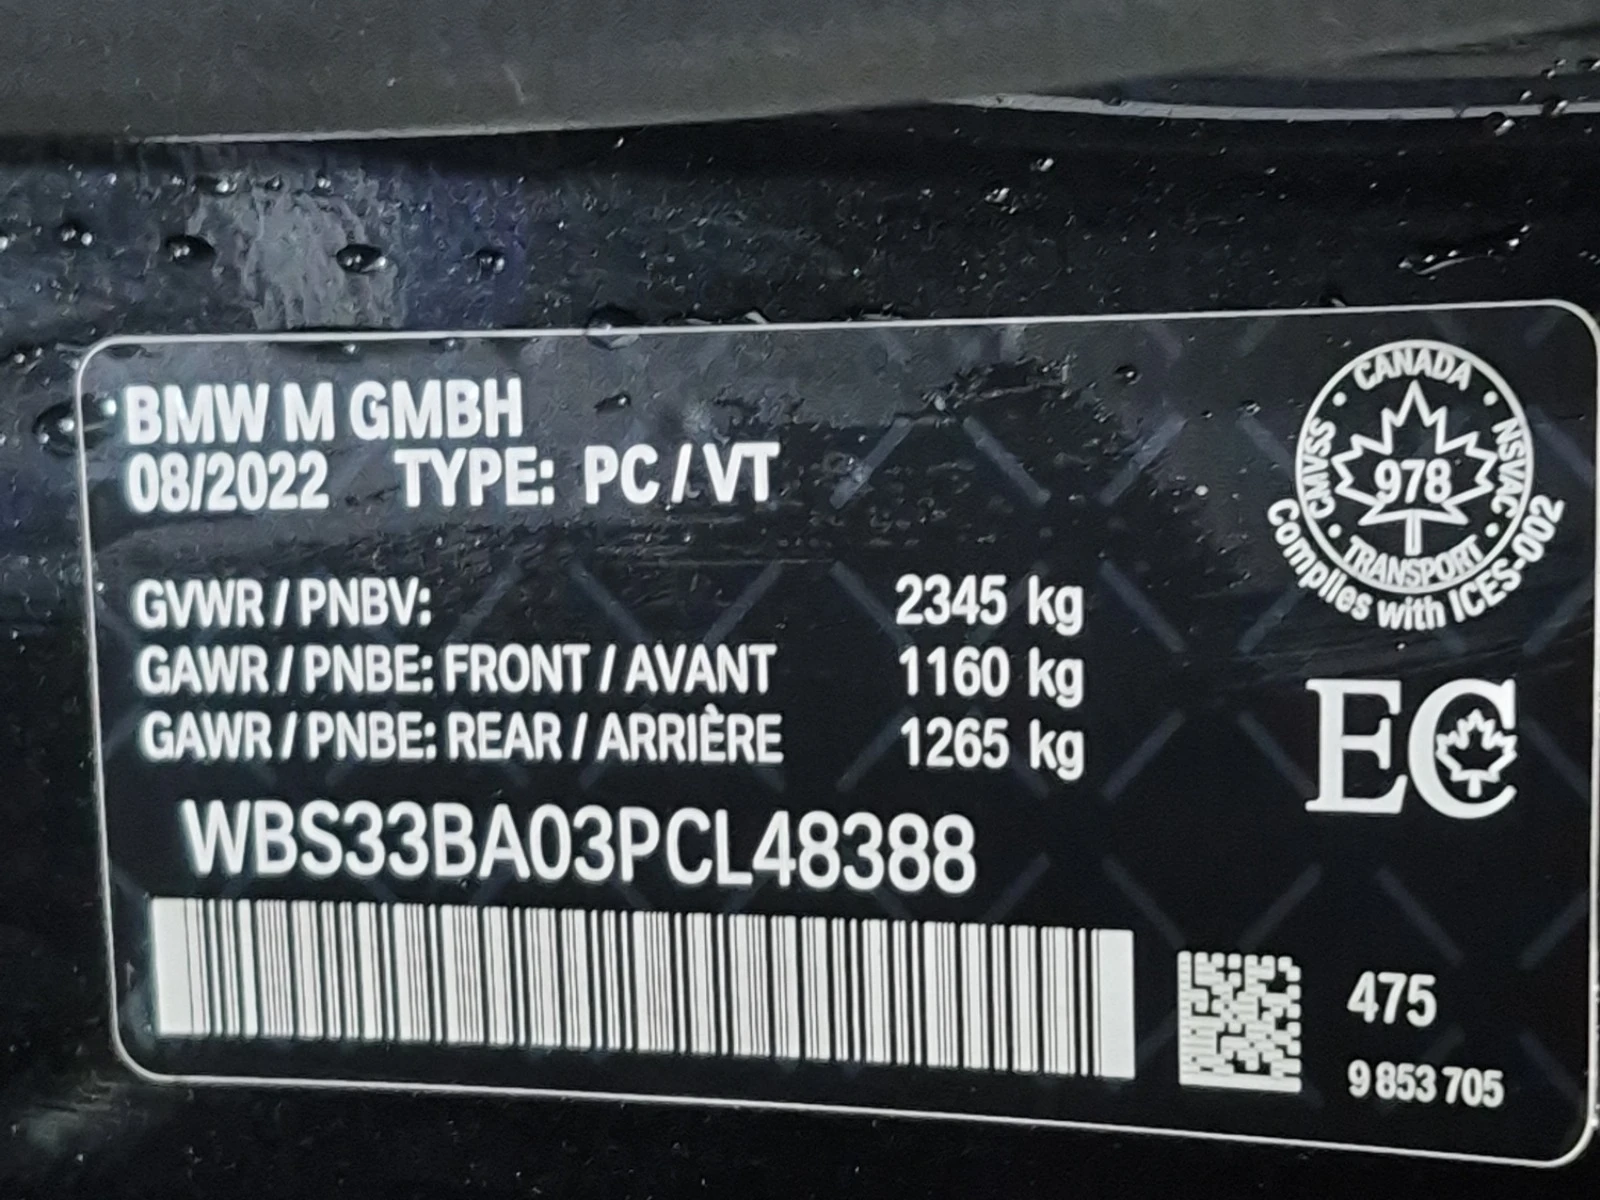 BMW M GMBH
08/2022 TYPE: PC / VT
CANADA
CMVSS
978
NSVAC
TRANSPORT
Complies with ICES-002
GVWR / PNBV: 2345 kg
GAWR / PNBE: FRONT / AVANT 1160 kg
GAWR / PNBE: REAR / ARRIÈRE 1265 kg
EC
WBS33BA03PCL48388
475
9 853 705